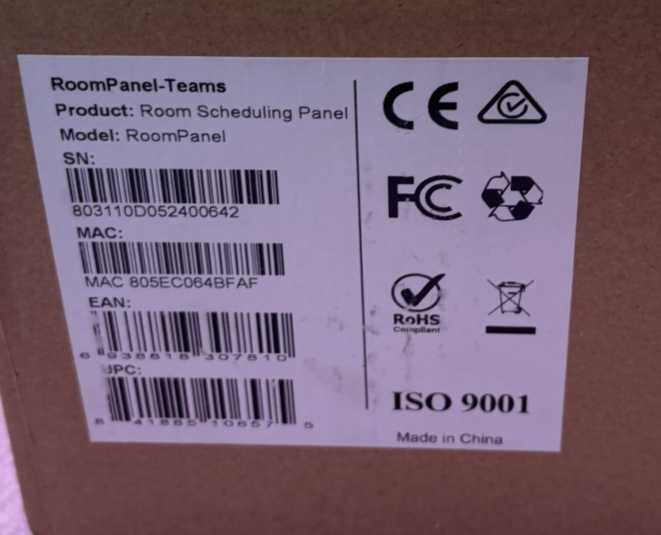 RoomPanel-Teams
Product: Room Scheduling Panel
Model: RoomPanel
SN:
803110D052400642
MAC:
MAC 805EC064BFAF
EAN:
6 938818 307810
UPC:
8 41885 10657 5
CE
FC
RoHS
Compliant
ISO 9001
Made in China